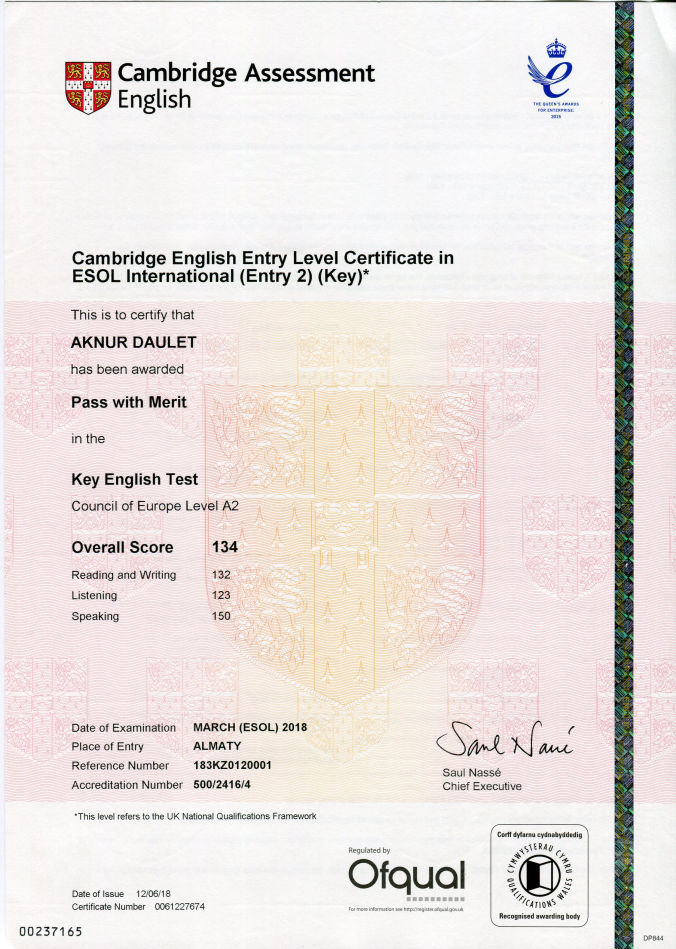 Cambridge Assessment
English
THE QUEEN'S AWARDS
FOR ENTERPRISE:
2015
Cambridge English Entry Level Certificate in
ESOL International (Entry 2) (Key)*
This is to certify that
AKNUR DAULET
has been awarded
Pass with Merit
in the
Key English Test
Council of Europe Level A2
Overall Score 134
Reading and Writing 132
Listening 123
Speaking 150
Date of Examination MARCH (ESOL) 2018
Place of Entry ALMATY
Reference Number 183KZ0120001
Accreditation Number 500/2416/4
Saul Nassé
Saul Nassé
Chief Executive
*This level refers to the UK National Qualifications Framework
Regulated by
Ofqual
For more information see http://register.ofqual.gov.uk
Corff dyfarnu cydnabyddedig
CYMWYSTERAU CYMRU
QUALIFICATIONS WALES
Recognised awarding body
Date of Issue 12/06/18
Certificate Number 0061227674
00237165
DP844